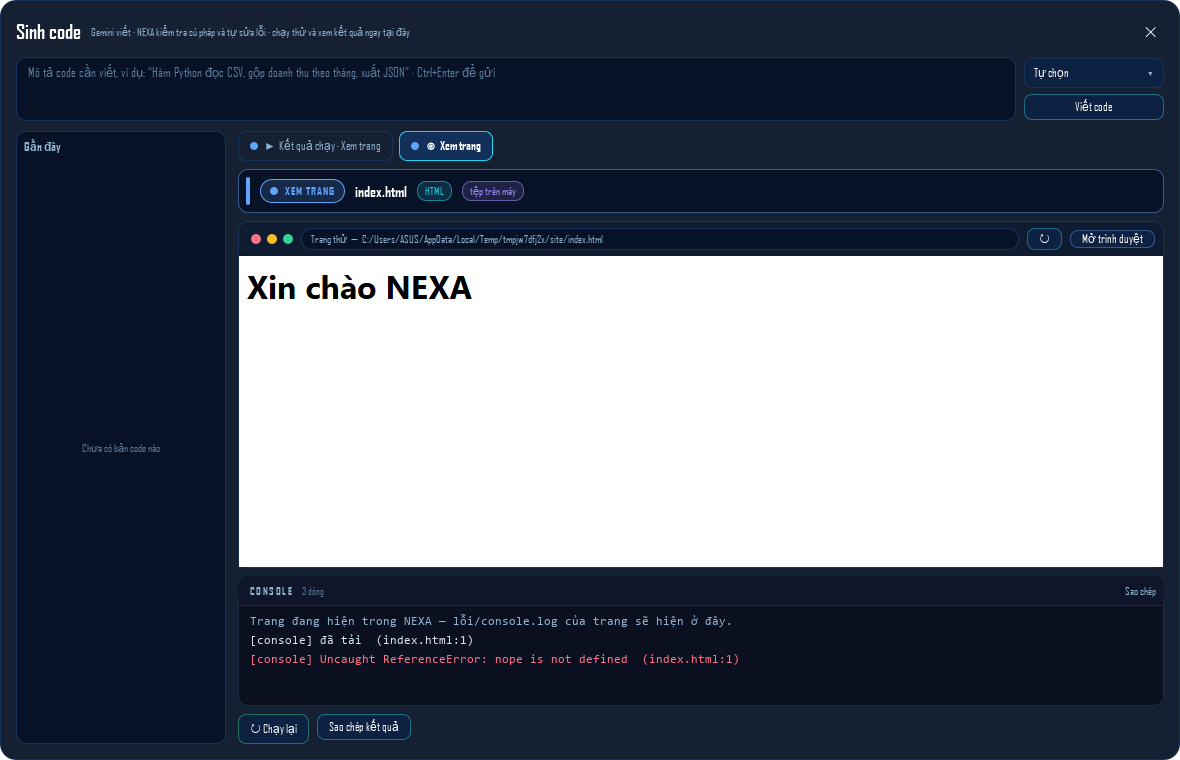 Sinh code Gemini viết · NEXA kiểm tra cú pháp và tự sửa lỗi · chạy thử và xem kết quả ngay tại đây
Mô tả code cần viết, ví dụ: "Hàm Python đọc CSV, gộp doanh thu theo tháng, xuất JSON" · Ctrl+Enter để gửi
Tự chọn
Viết code
Gần đây
Chưa có bản code nào
Kết quả chạy · Xem trang
Xem trang
XEM TRANG index.html HTML tệp trên máy
Trang thử — C:/Users/ASUS/AppData/Local/Temp/tmpjw7dfj2x/site/index.html
Mở trình duyệt
Xin chào NEXA
CONSOLE 3 dòng
Sao chép
Trang đang hiện trong NEXA — lỗi/console.log của trang sẽ hiện ở đây.
[console] đã tải (index.html:1)
[console] Uncaught ReferenceError: nope is not defined (index.html:1)
Chạy lại
Sao chép kết quả